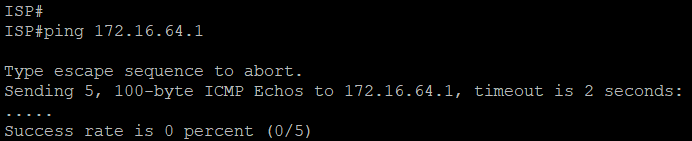 ISP#
ISP#ping 172.16.64.1
Type escape sequence to abort.
Sending 5, 100-byte ICMP Echos to 172.16.64.1, timeout is 2 seconds:
.....
Success rate is 0 percent (0/5)